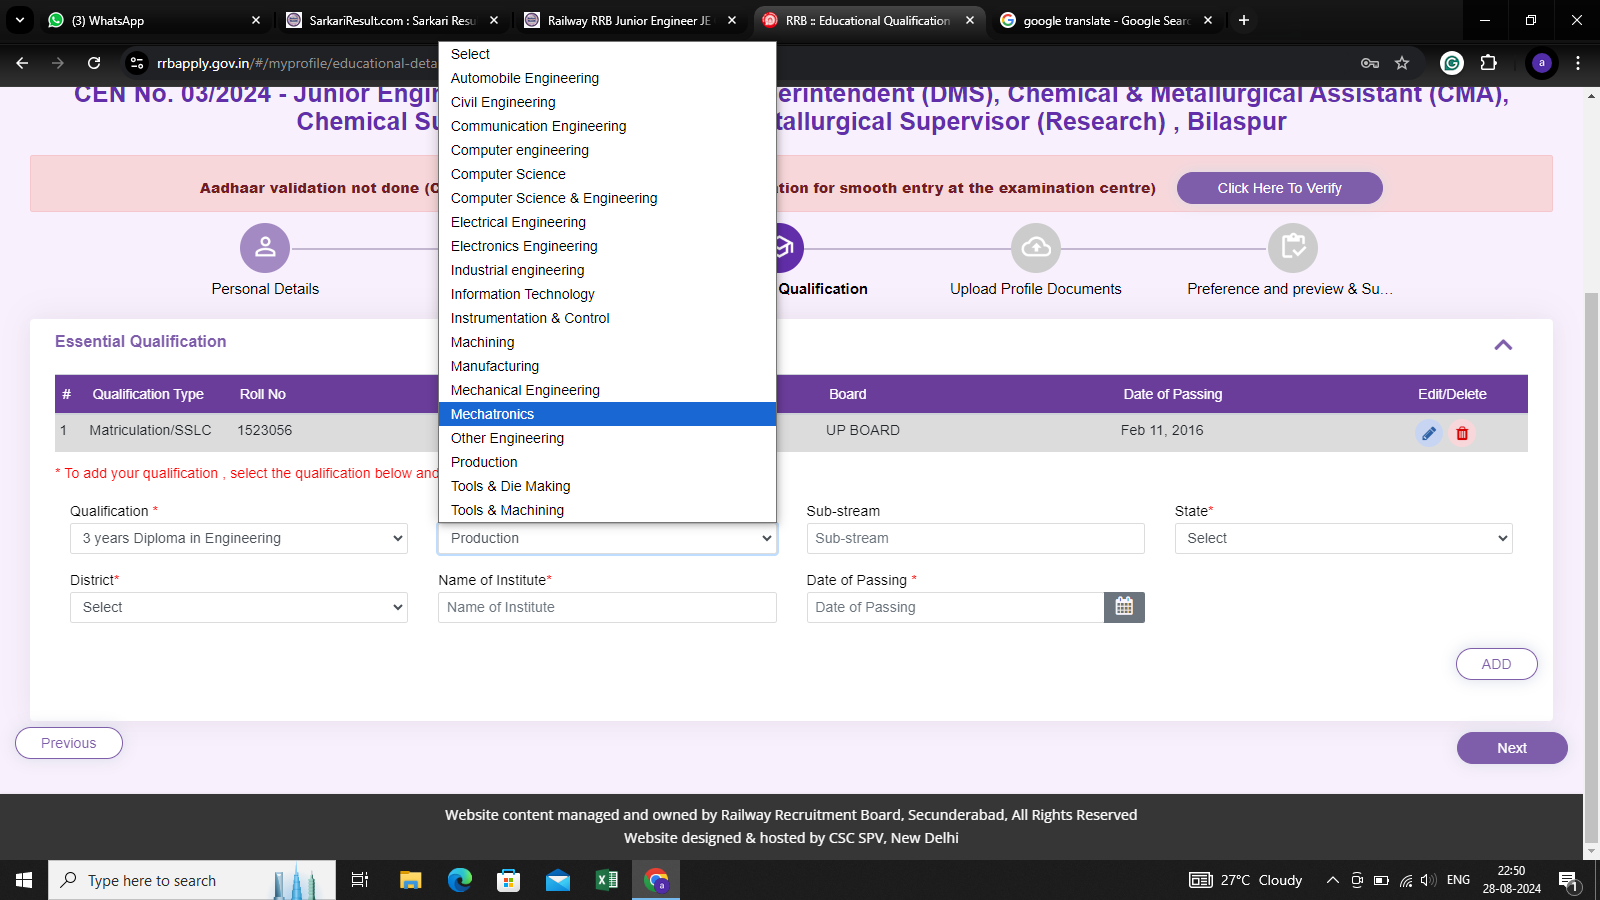 (3) WhatsApp
SarkariResult.com : Sarkari Resu
Railway RRB Junior Engineer JE
RRB :: Educational Qualification
google translate - Google Searc
rrbapply.gov.in/#/myprofile/educational-deta
a
CEN No. 03/2024 - Junior Engi
erintendent (DMS), Chemical & Metallurgical Assistant (CMA),
Chemical Su
tallurgical Supervisor (Research) , Bilaspur
Aadhaar validation not done (
tion for smooth entry at the examination centre)
Click Here To Verify
Personal Details
Qualification
Upload Profile Documents
Preference and preview & Su...
Select
Automobile Engineering
Civil Engineering
Communication Engineering
Computer engineering
Computer Science
Computer Science & Engineering
Electrical Engineering
Electronics Engineering
Industrial engineering
Information Technology
Instrumentation & Control
Machining
Manufacturing
Mechanical Engineering
Mechatronics
Other Engineering
Production
Tools & Die Making
Tools & Machining
Essential Qualification
# Qualification Type Roll No Board Date of Passing Edit/Delete
1 Matriculation/SSLC 1523056 UP BOARD Feb 11, 2016
* To add your qualification , select the qualification below and
Qualification *
Sub-stream
State*
3 years Diploma in Engineering
Production
Sub-stream
Select
District*
Name of Institute*
Date of Passing *
Select
Name of Institute
Date of Passing
ADD
Previous
Next
Website content managed and owned by Railway Recruitment Board, Secunderabad, All Rights Reserved
Website designed & hosted by CSC SPV, New Delhi
Type here to search
a
27°C Cloudy
ENG
22:50
28-08-2024
1